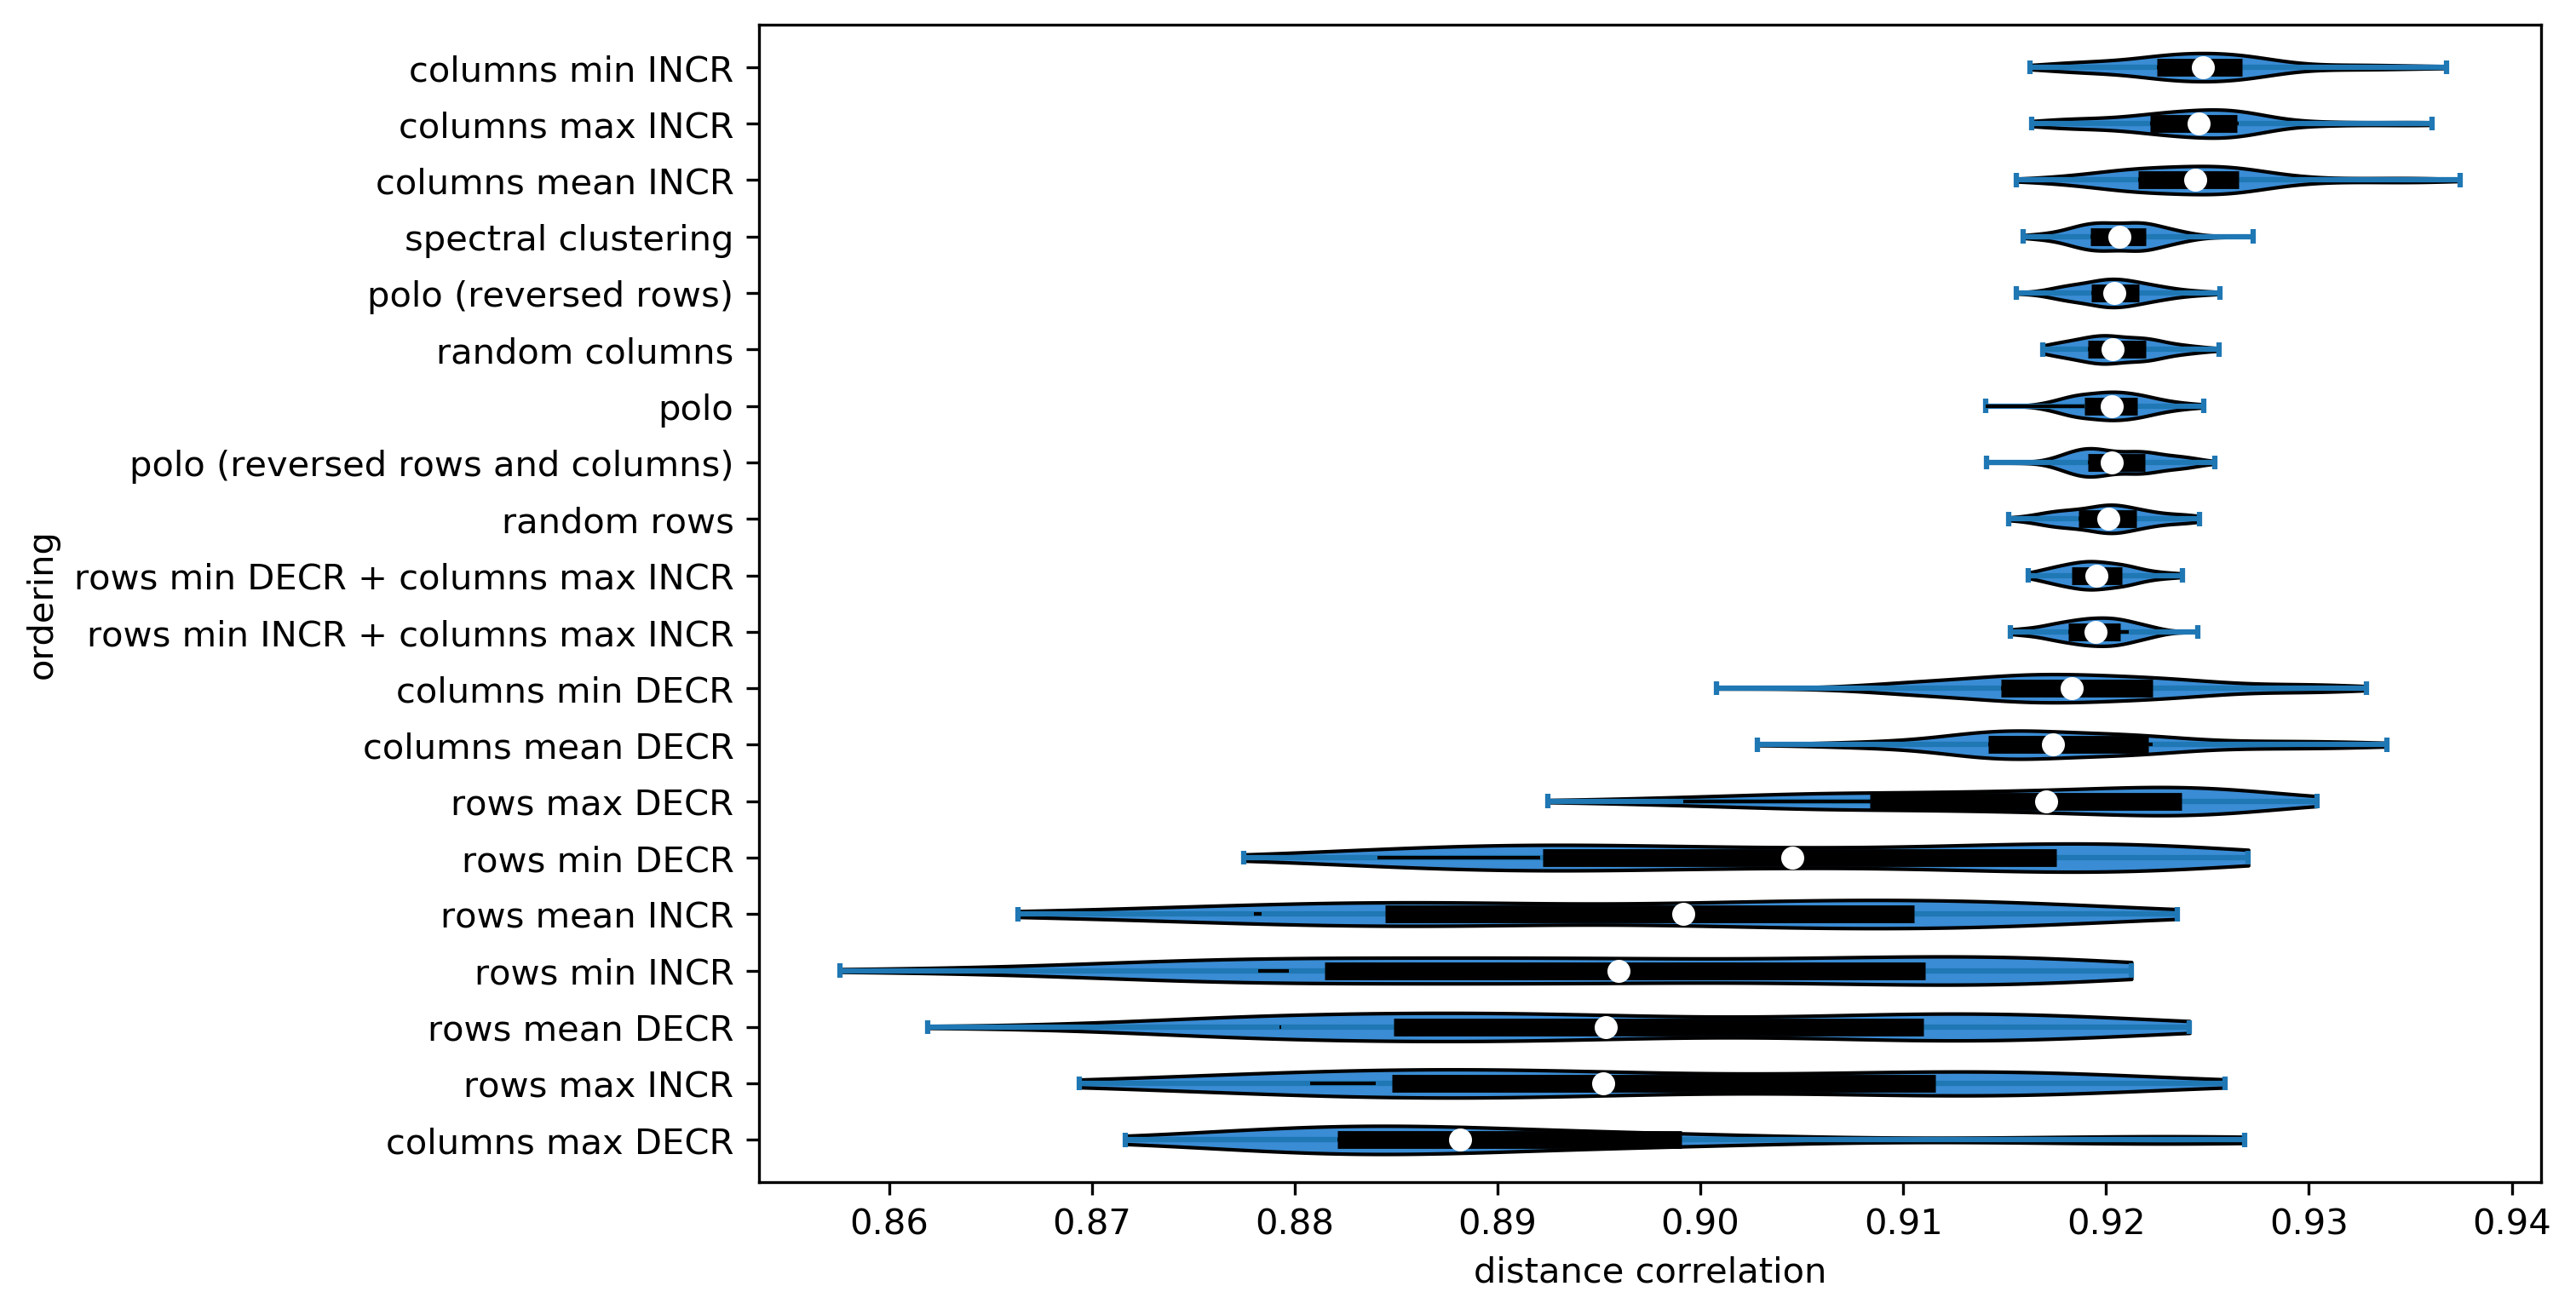 columns min INCR
columns max INCR
columns mean INCR
spectral clustering
polo (reversed rows)
random columns
polo
polo (reversed rows and columns)
random rows
rows min DECR + columns max INCR
rows min INCR + columns max INCR
columns min DECR
columns mean DECR
rows max DECR
rows min DECR
rows mean INCR
rows min INCR
rows mean DECR
rows max INCR
columns max DECR
ordering
0.86 0.87 0.88 0.89 0.90 0.91 0.92 0.93 0.94
distance correlation